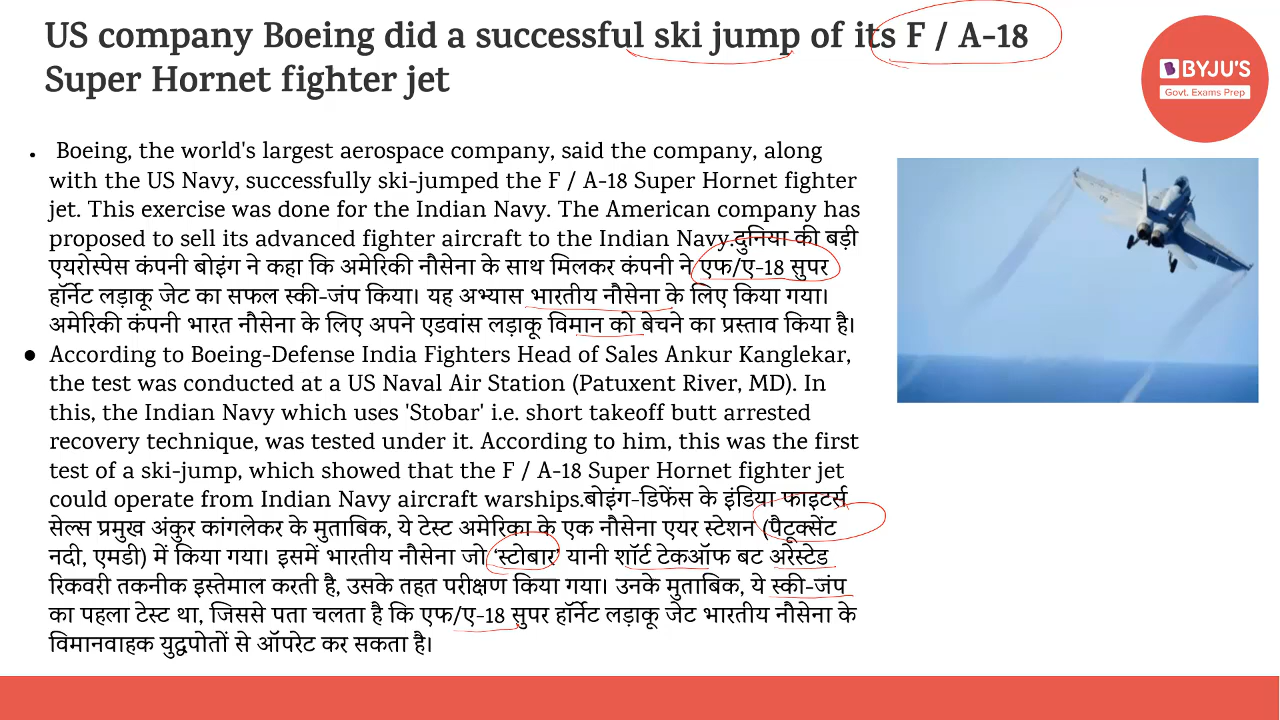 US company Boeing did a successful ski jump of its F / A-18
Super Hornet fighter jet
BYJU'S
Govt. Exams Prep
• Boeing, the world's largest aerospace company, said the company, along
with the US Navy, successfully ski-jumped the F / A-18 Super Hornet fighter
jet. This exercise was done for the Indian Navy. The American company has
proposed to sell its advanced fighter aircraft to the Indian Navy.दुनिया की बड़ी
एयरोस्पेस कंपनी बोइंग ने कहा कि अमेरिकी नौसेना के साथ मिलकर कंपनी ने एफ/ए-18 सुपर
हॉर्नेट लड़ाकू जेट का सफल स्की-जंप किया। यह अभ्यास भारतीय नौसेना के लिए किया गया।
अमेरिकी कंपनी भारत नौसेना के लिए अपने एडवांस लड़ाकू विमान को बेचने का प्रस्ताव किया है।
● According to Boeing-Defense India Fighters Head of Sales Ankur Kanglekar,
the test was conducted at a US Naval Air Station (Patuxent River, MD). In
this, the Indian Navy which uses 'Stobar' i.e. short takeoff butt arrested
recovery technique, was tested under it. According to him, this was the first
test of a ski-jump, which showed that the F / A-18 Super Hornet fighter jet
could operate from Indian Navy aircraft warships.बोइंग-डिफेंस के इंडिया फाइटर्स
सेल्स प्रमुख अंकुर कांगलेकर के मुताबिक, ये टेस्ट अमेरिका के एक नौसेना एयर स्टेशन (पैटूक्सेंट
नदी, एमडी) में किया गया। इसमें भारतीय नौसेना जो 'स्टोबार' यानी शॉर्ट टेकऑफ बट अरेस्टेड
रिकवरी तकनीक इस्तेमाल करती है, उसके तहत परीक्षण किया गया। उनके मुताबिक, ये स्की-जंप
का पहला टेस्ट था, जिससे पता चलता है कि एफ/ए-18 सुपर हॉर्नेट लड़ाकू जेट भारतीय नौसेना के
विमानवाहक युद्धपोतों से ऑपरेट कर सकता है।